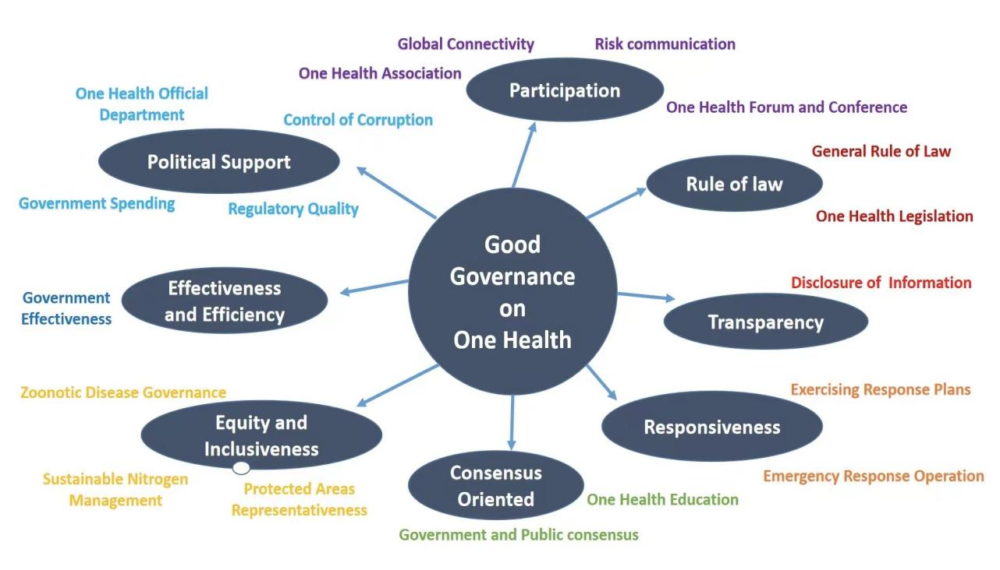 Global Connectivity
Risk communication
One Health Association
Participation
One Health Forum and Conference
One Health Official
Department
Control of Corruption
Political Support
Government Spending
Regulatory Quality
General Rule of Law
Rule of law
One Health Legislation
Good
Governance
on
One Health
Government
Effectiveness
Effectiveness
and Efficiency
Disclosure of  Information
Transparency
Zoonotic Disease Governance
Equity and
Inclusiveness
Sustainable Nitrogen
Management
Protected Areas
Representativeness
Exercising Response Plans
Responsiveness
Emergency Response Operation
Consensus
Oriented
One Health Education
Government and Public consensus